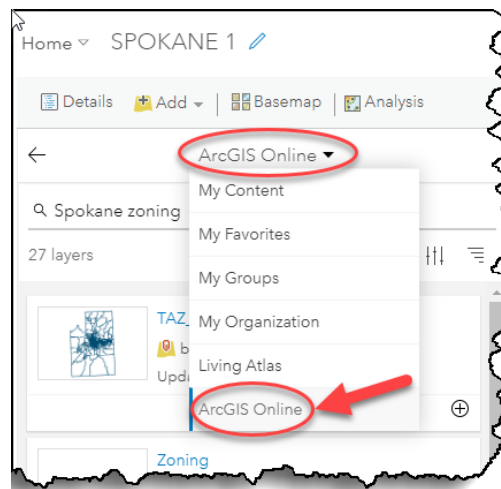 Home SPOKANE 1
Details Add Basemap Analysis
ArcGIS Online
Spokane zoning
My Content
My Favorites
27 layers
My Groups
TAZ_
My Organization
b
Living Atlas
Upd
ArcGIS Online
Zoning